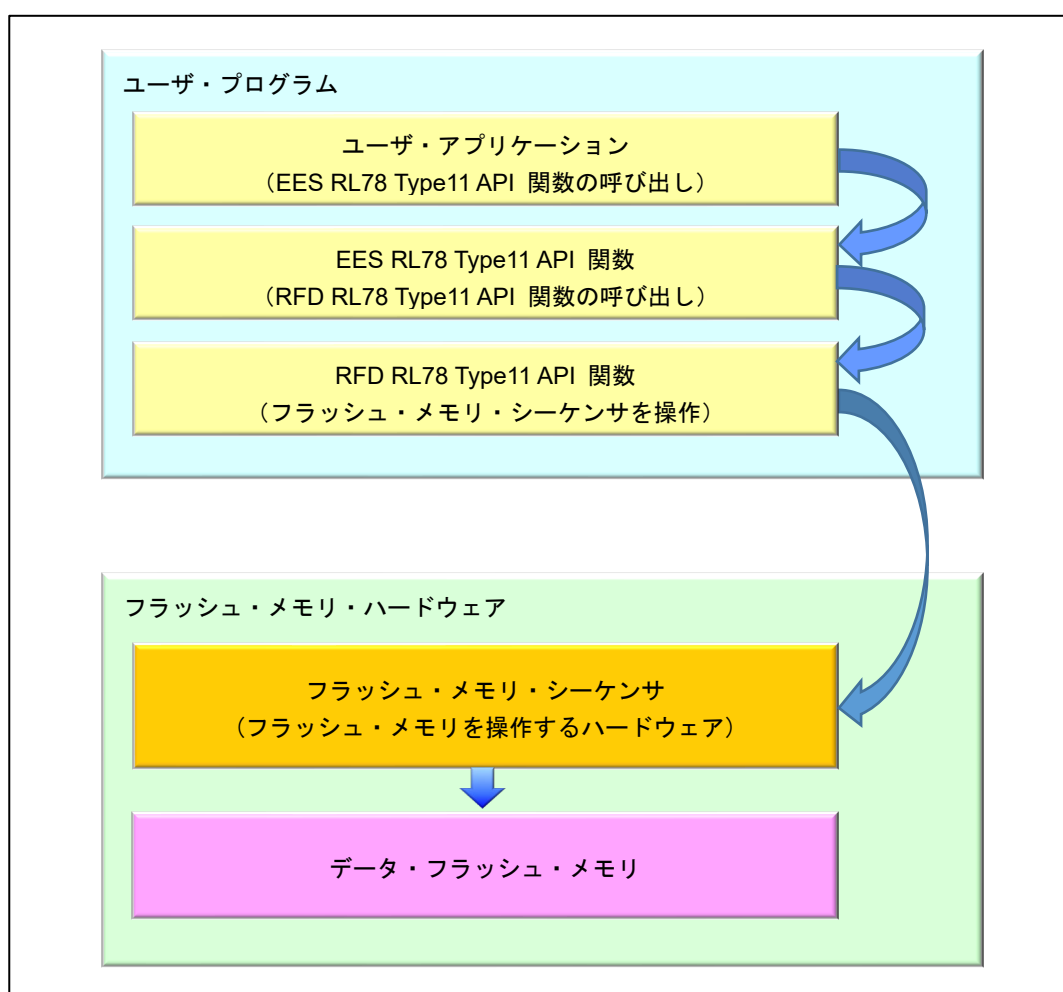 ユーザ・プログラム
ユーザ・アプリケーション
（EES RL78 Type11 API 関数の呼び出し）
EES RL78 Type11 API 関数
（RFD RL78 Type11 API 関数の呼び出し）
RFD RL78 Type11 API 関数
（フラッシュ・メモリ・シーケンサを操作）
フラッシュ・メモリ・ハードウェア
フラッシュ・メモリ・シーケンサ
（フラッシュ・メモリを操作するハードウェア）
データ・フラッシュ・メモリ